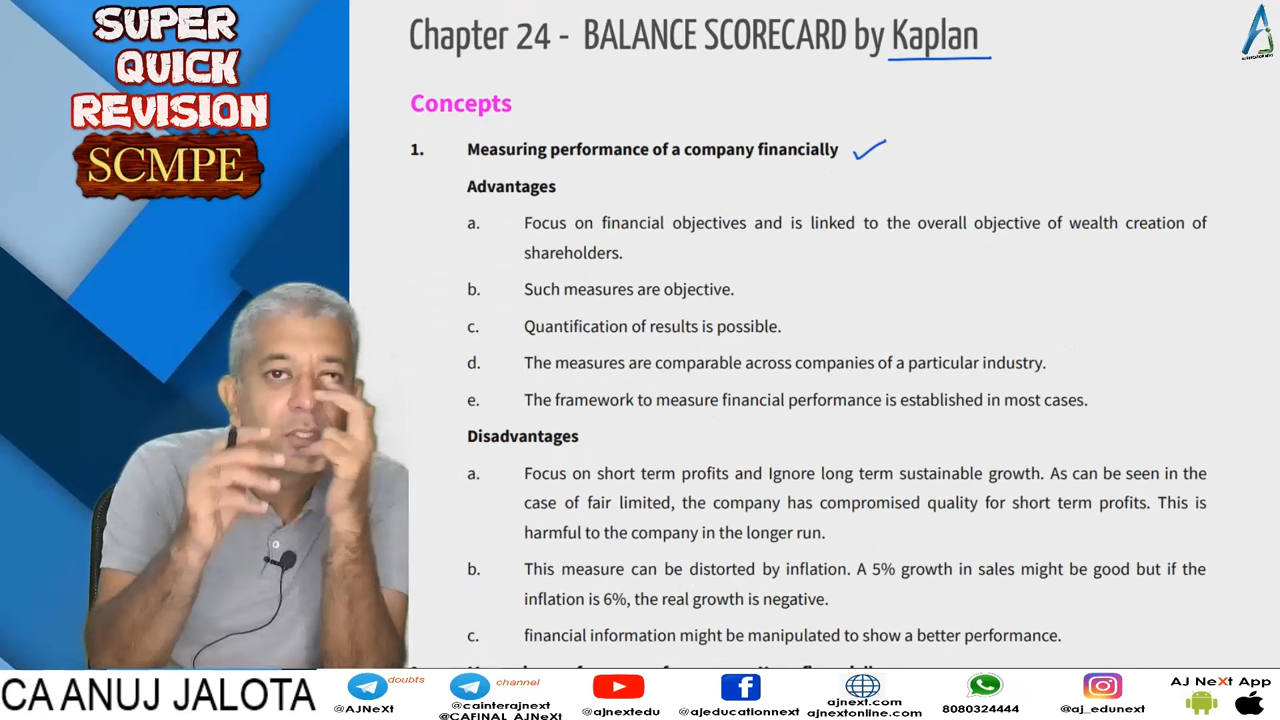 SUPER
QUICK
REVISION
SCMPE
Chapter 24 - BALANCE SCORECARD by Kaplan
Concepts
1. Measuring performance of a company financially
Advantages
a. Focus on financial objectives and is linked to the overall objective of wealth creation of
shareholders.
b. Such measures are objective.
c. Quantification of results is possible.
d. The measures are comparable across companies of a particular industry.
e. The framework to measure financial performance is established in most cases.
Disadvantages
a. Focus on short term profits and Ignore long term sustainable growth. As can be seen in the
case of fair limited, the company has compromised quality for short term profits. This is
harmful to the company in the longer run.
b. This measure can be distorted by inflation. A 5% growth in sales might be good but if the
inflation is 6%, the real growth is negative.
c. financial information might be manipulated to show a better performance.
CA ANUJ JALOTA
doubts
@AJNeXt
channel
@cainterajnext
@CAFINAL_AJNeXt
@ajnextedu
@ajeducationnext
ajnext.com
ajnextonline.com
8080324444
@aj_edunext
AJ NeXt App